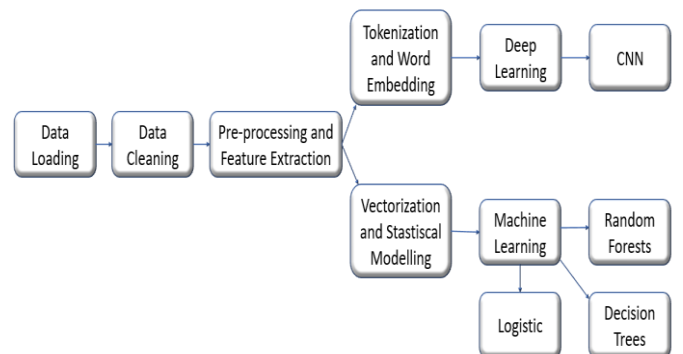 Data
Loading
Data
Cleaning
Pre-processing and
Feature Extraction
Tokenization
and Word
Embedding
Deep
Learning
CNN
Vectorization
and Stastiscal
Modelling
Machine
Learning
Random
Forests
Logistic
Decision
Trees